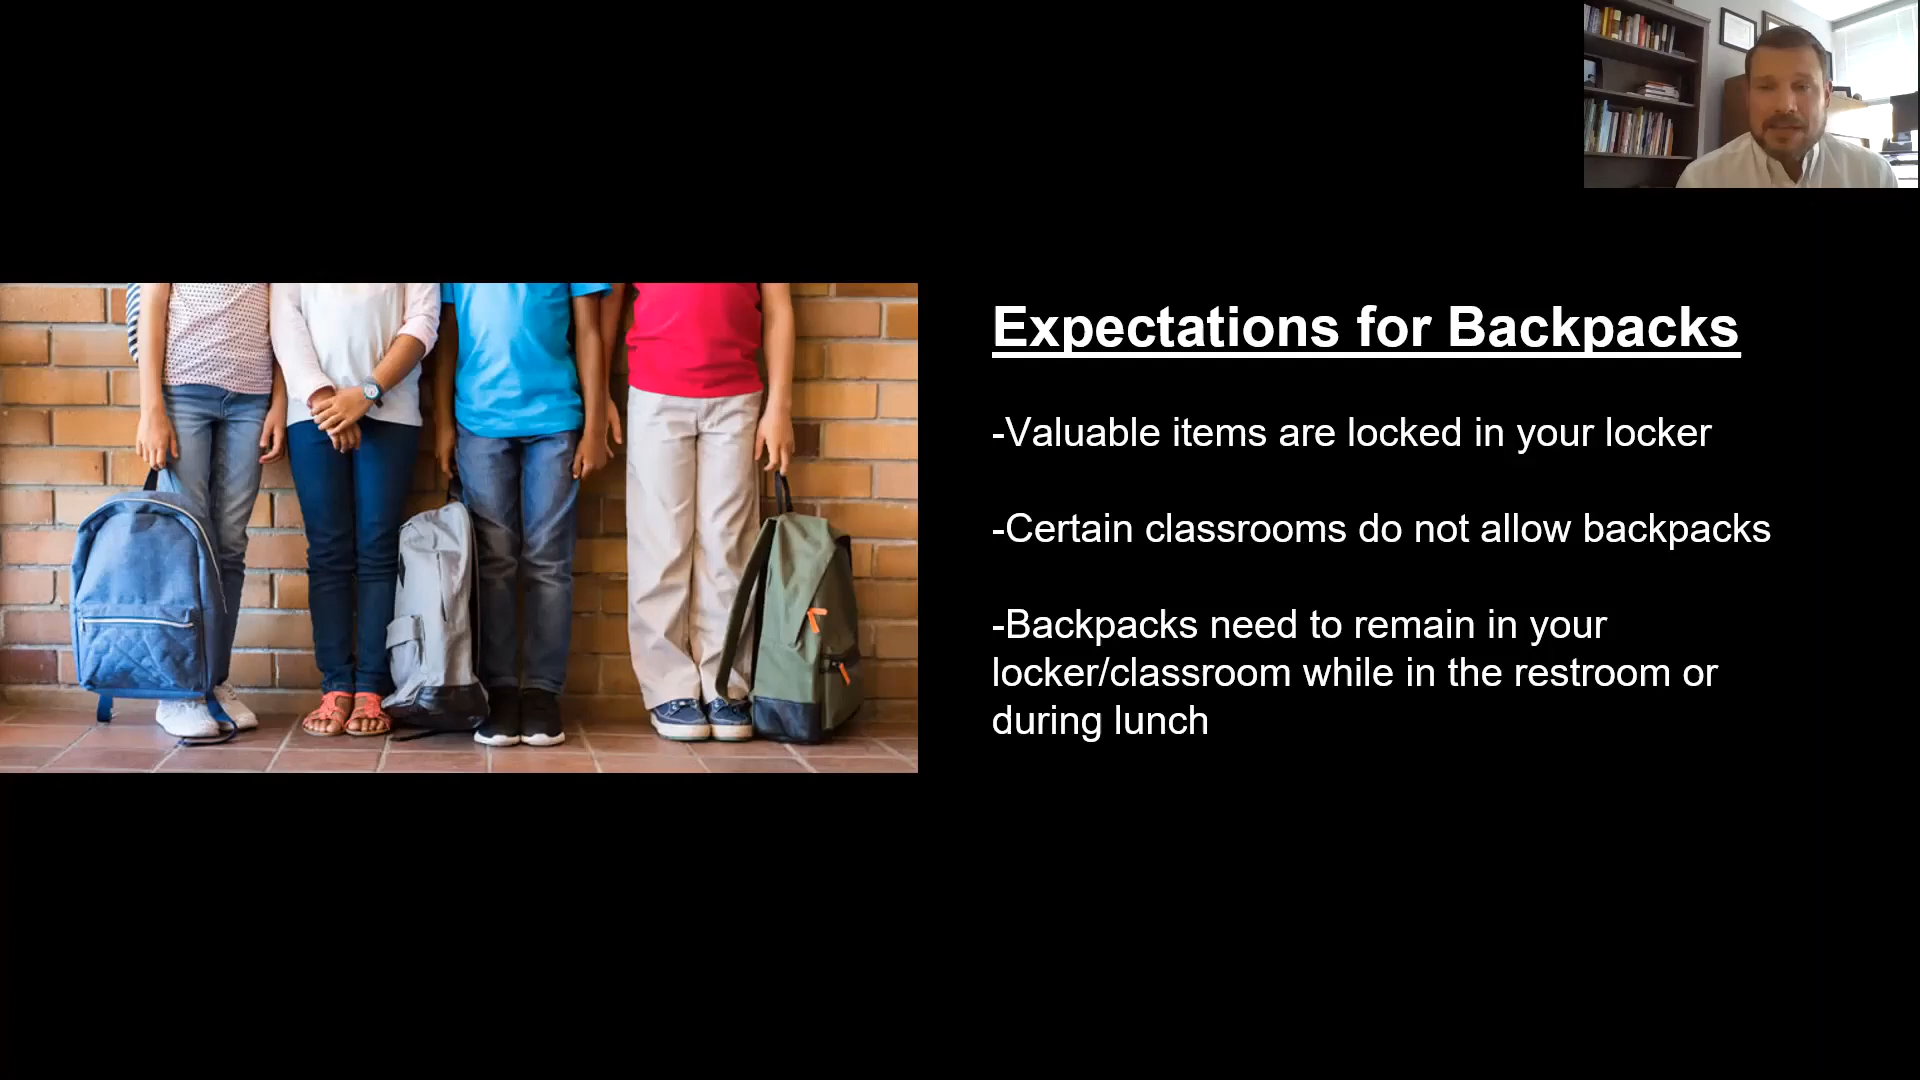 Expectations for Backpacks
-Valuable items are locked in your locker
-Certain classrooms do not allow backpacks
-Backpacks need to remain in your
locker/classroom while in the restroom or
during lunch